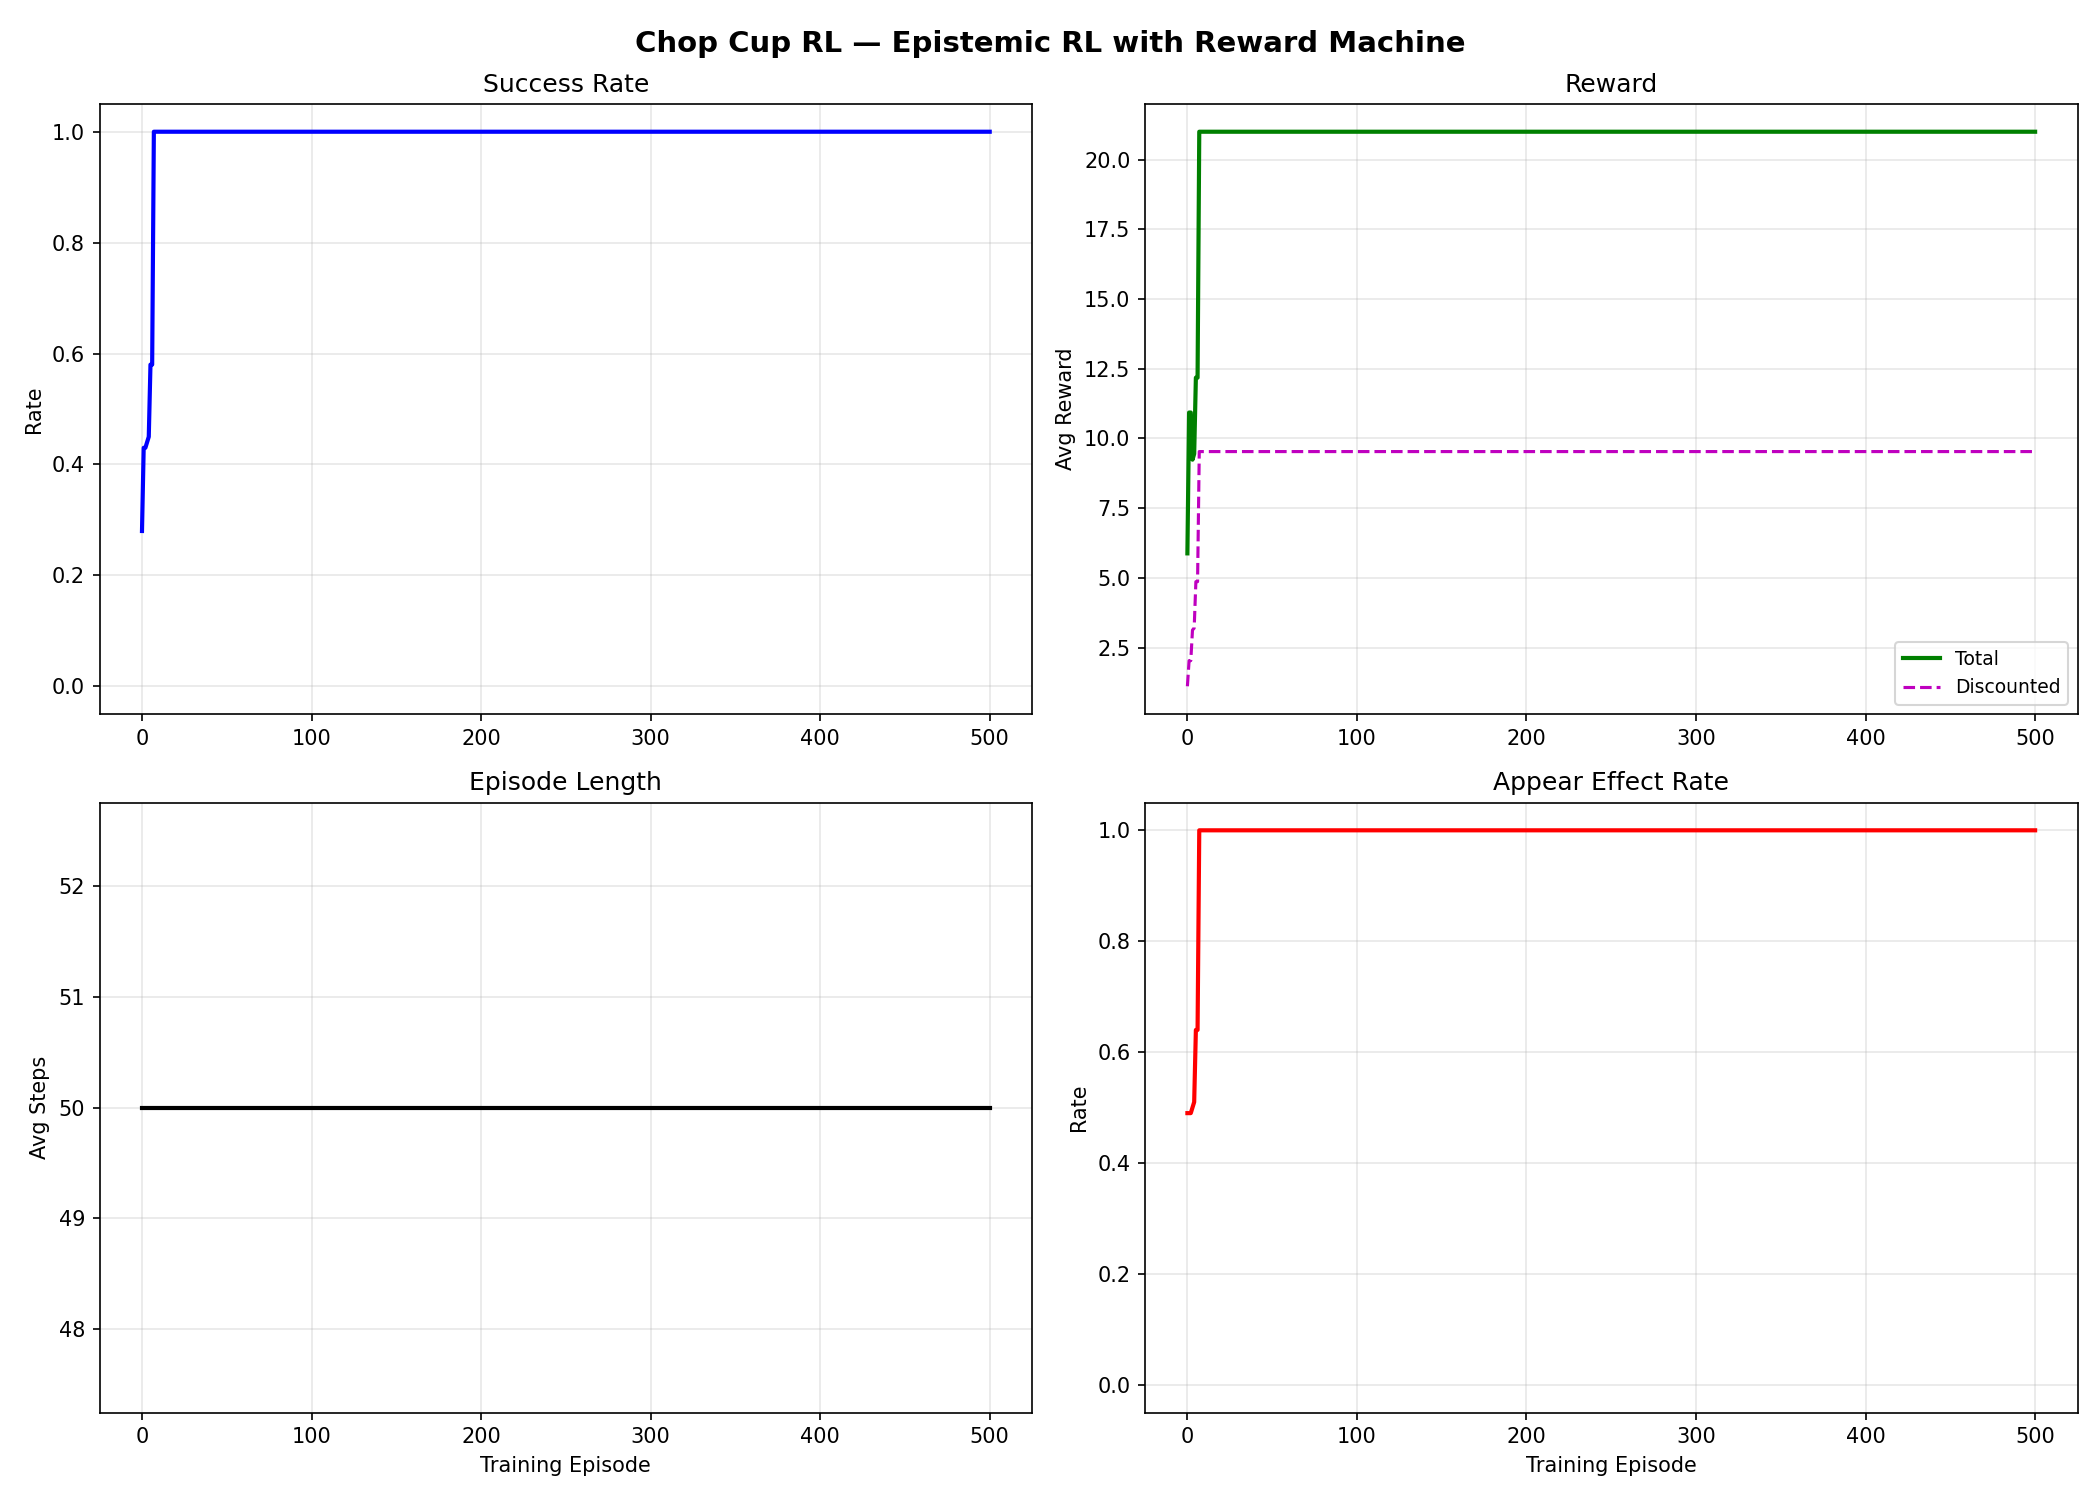 Chop Cup RL — Epistemic RL with Reward Machine
Success Rate
Rate
1.0
0.8
0.6
0.4
0.2
0.0
0 100 200 300 400 500
Reward
Avg Reward
20.0
17.5
15.0
12.5
10.0
7.5
5.0
2.5
Total
Discounted
0 100 200 300 400 500
Episode Length
Avg Steps
52
51
50
49
48
0 100 200 300 400 500
Training Episode
Appear Effect Rate
Rate
1.0
0.8
0.6
0.4
0.2
0.0
0 100 200 300 400 500
Training Episode